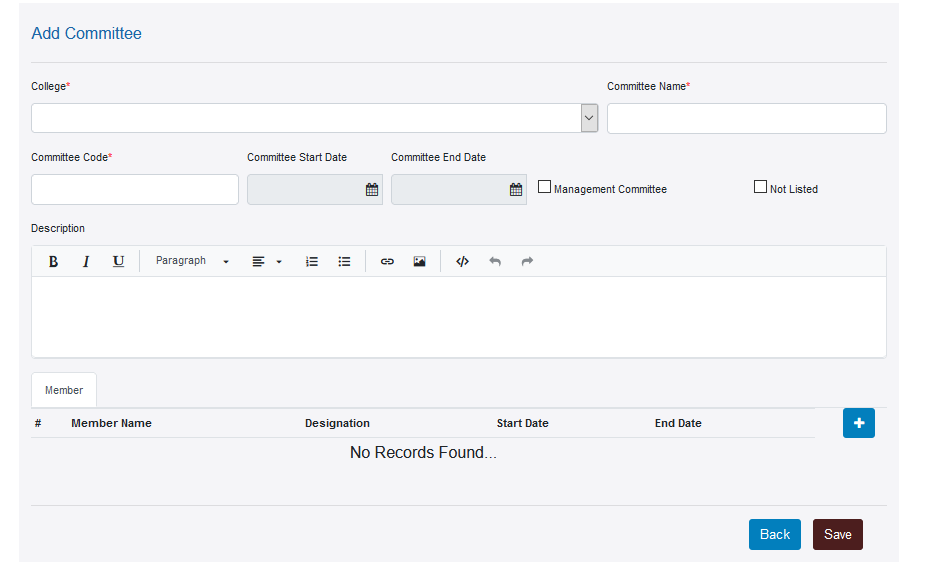 Add Committee
College* Committee Name*
Committee Code* Committee Start Date Committee End Date
Management Committee Not Listed
Description
B I U Paragraph
Member
# Member Name Designation Start Date End Date
No Records Found...
Back Save